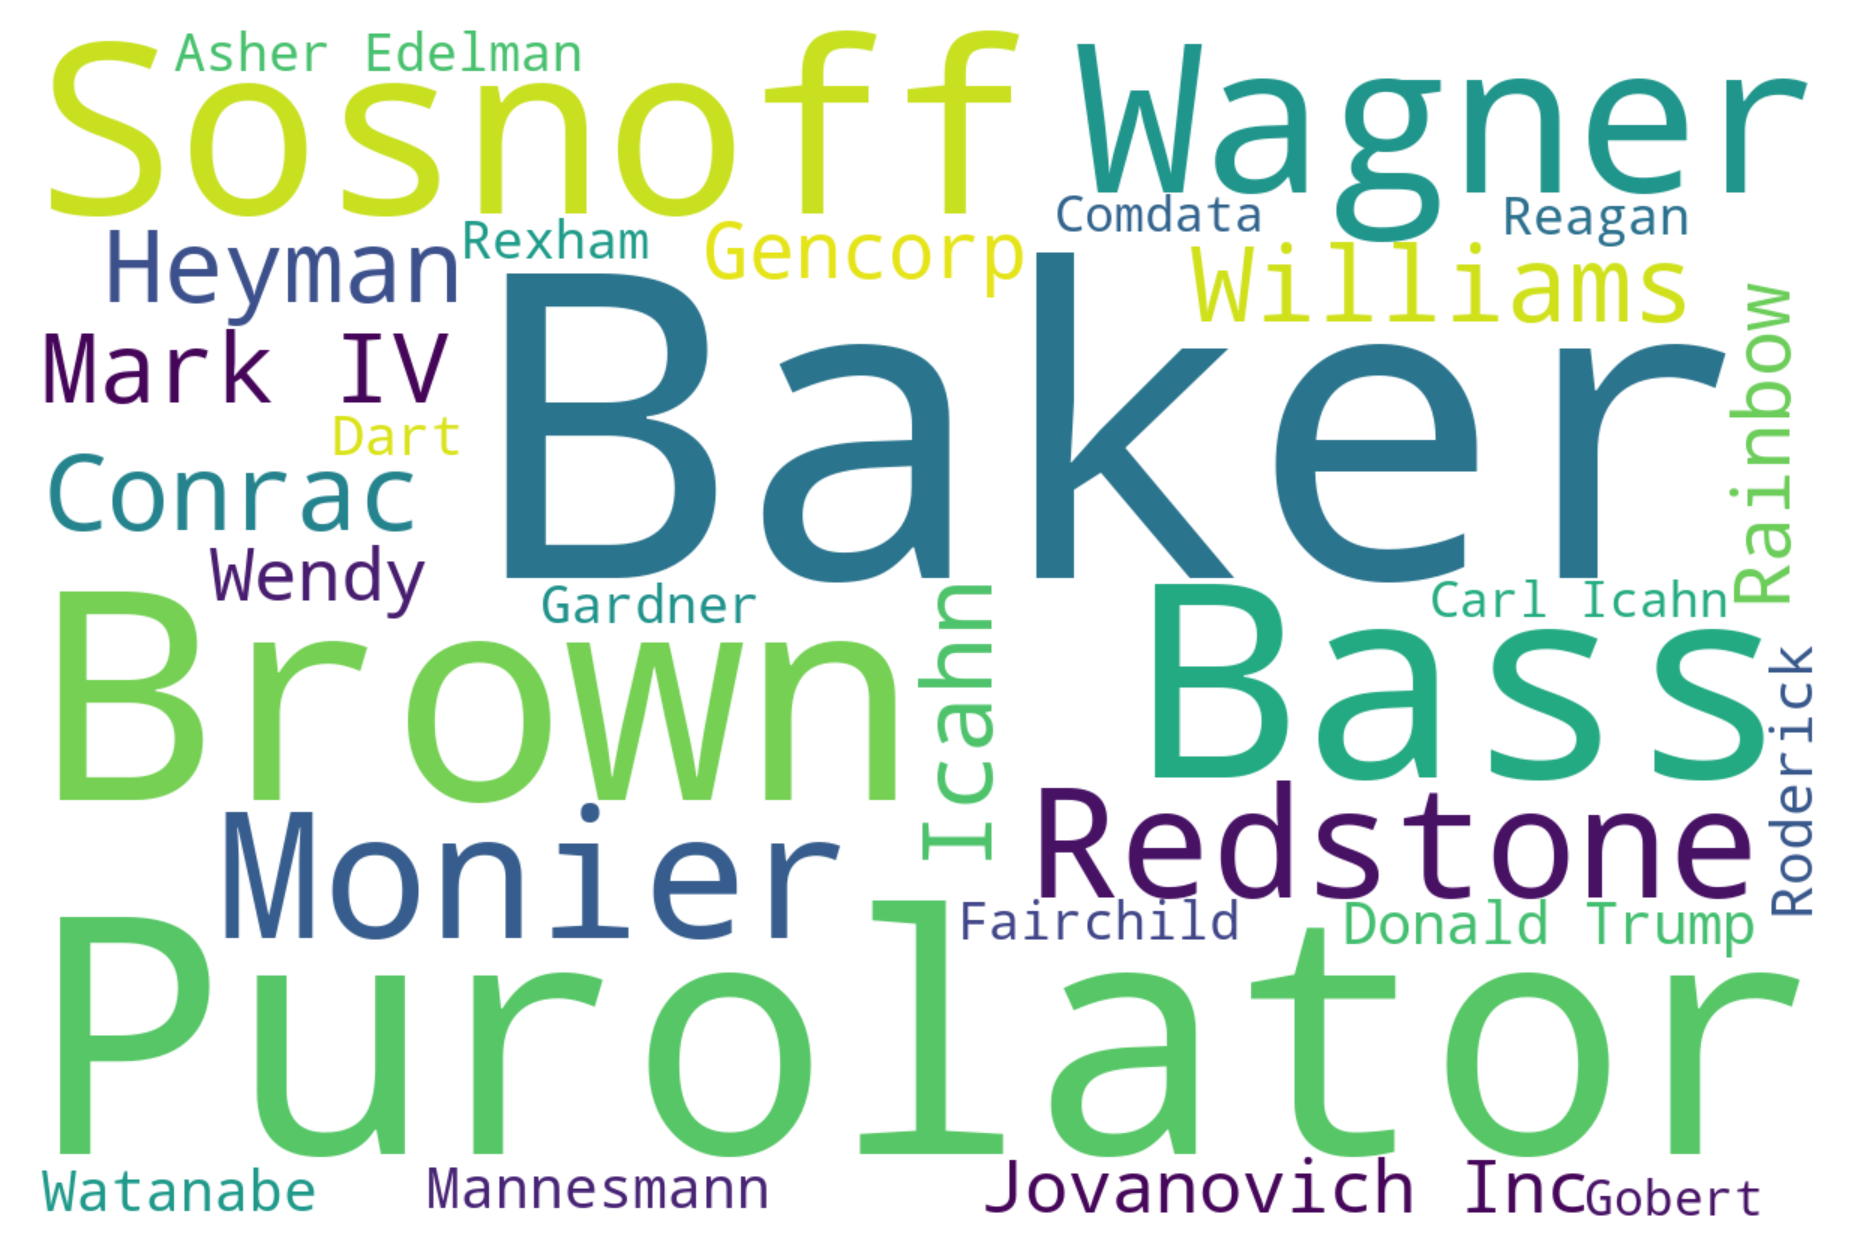 Asher Edelman
Sosnoff
Wagner
Comdata
Reagan
Heyman
Rexham
Gencorp
Williams
Mark IV
Baker
Rainbow
Dart
Conrac
Wendy
Gardner
Icahn
Carl Icahn
Brown
Bass
Roderick
Monier
Redstone
Fairchild
Donald Trump
Purolator
Watanabe
Mannesmann
Jovanovich Inc
Gobert